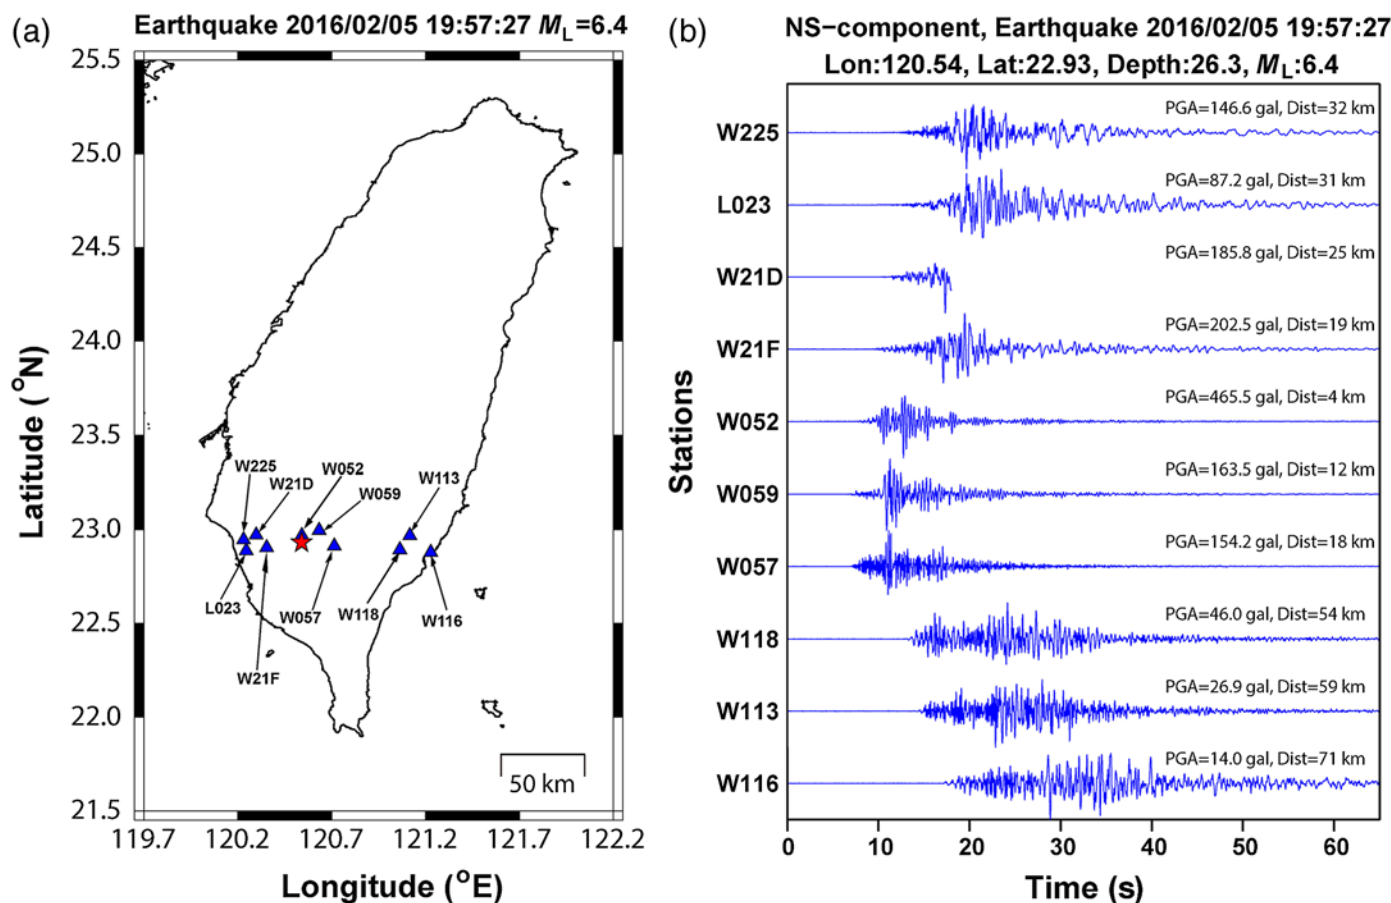 (a)
Earthquake 2016/02/05 19:57:27 ML=6.4
25.5
25.0
24.5
24.0
23.5
23.0
22.5
22.0
21.5
Latitude (°N)
W225
W21D
W052
W059
W113
L023
W21F
W057
W118
W116
50 km
119.7
120.2
120.7
121.2
121.7
122.2
Longitude (°E)
(b)
NS−component, Earthquake 2016/02/05 19:57:27
Lon:120.54, Lat:22.93, Depth:26.3, ML:6.4
Stations
W225
PGA=146.6 gal, Dist=32 km
L023
PGA=87.2 gal, Dist=31 km
W21D
PGA=185.8 gal, Dist=25 km
W21F
PGA=202.5 gal, Dist=19 km
W052
PGA=465.5 gal, Dist=4 km
W059
PGA=163.5 gal, Dist=12 km
W057
PGA=154.2 gal, Dist=18 km
W118
PGA=46.0 gal, Dist=54 km
W113
PGA=26.9 gal, Dist=59 km
W116
PGA=14.0 gal, Dist=71 km
0
10
20
30
40
50
60
Time (s)